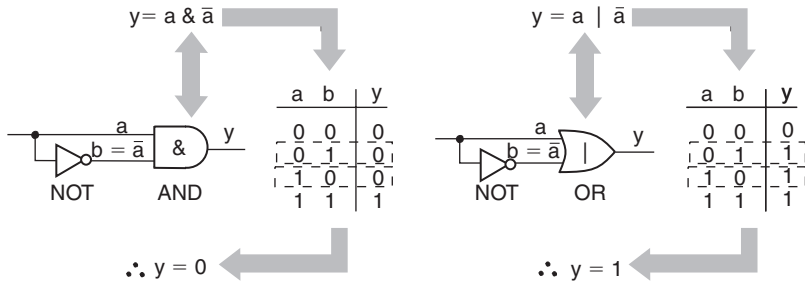 y = a & a̅
a b y
0 0 0
0 1 0
1 0 0
1 1 1
a
b = a̅
&
y
NOT
AND
∴ y = 0
y = a | a̅
a b y
0 0 0
0 1 1
1 0 1
1 1 1
a
b = a̅
|
y
NOT
OR
∴ y = 1